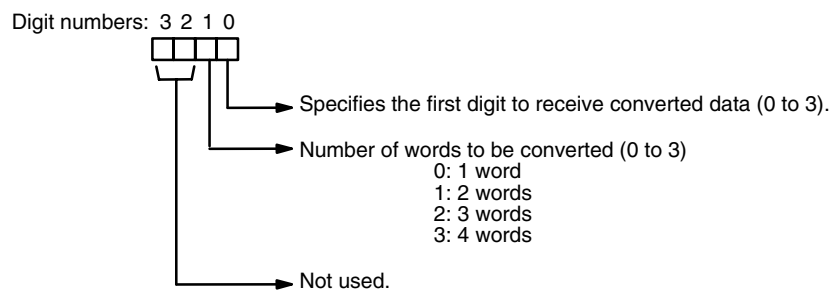 Digit numbers: 3 2 1 0
Specifies the first digit to receive converted data (0 to 3).
Number of words to be converted (0 to 3)
0: 1 word
1: 2 words
2: 3 words
3: 4 words
Not used.